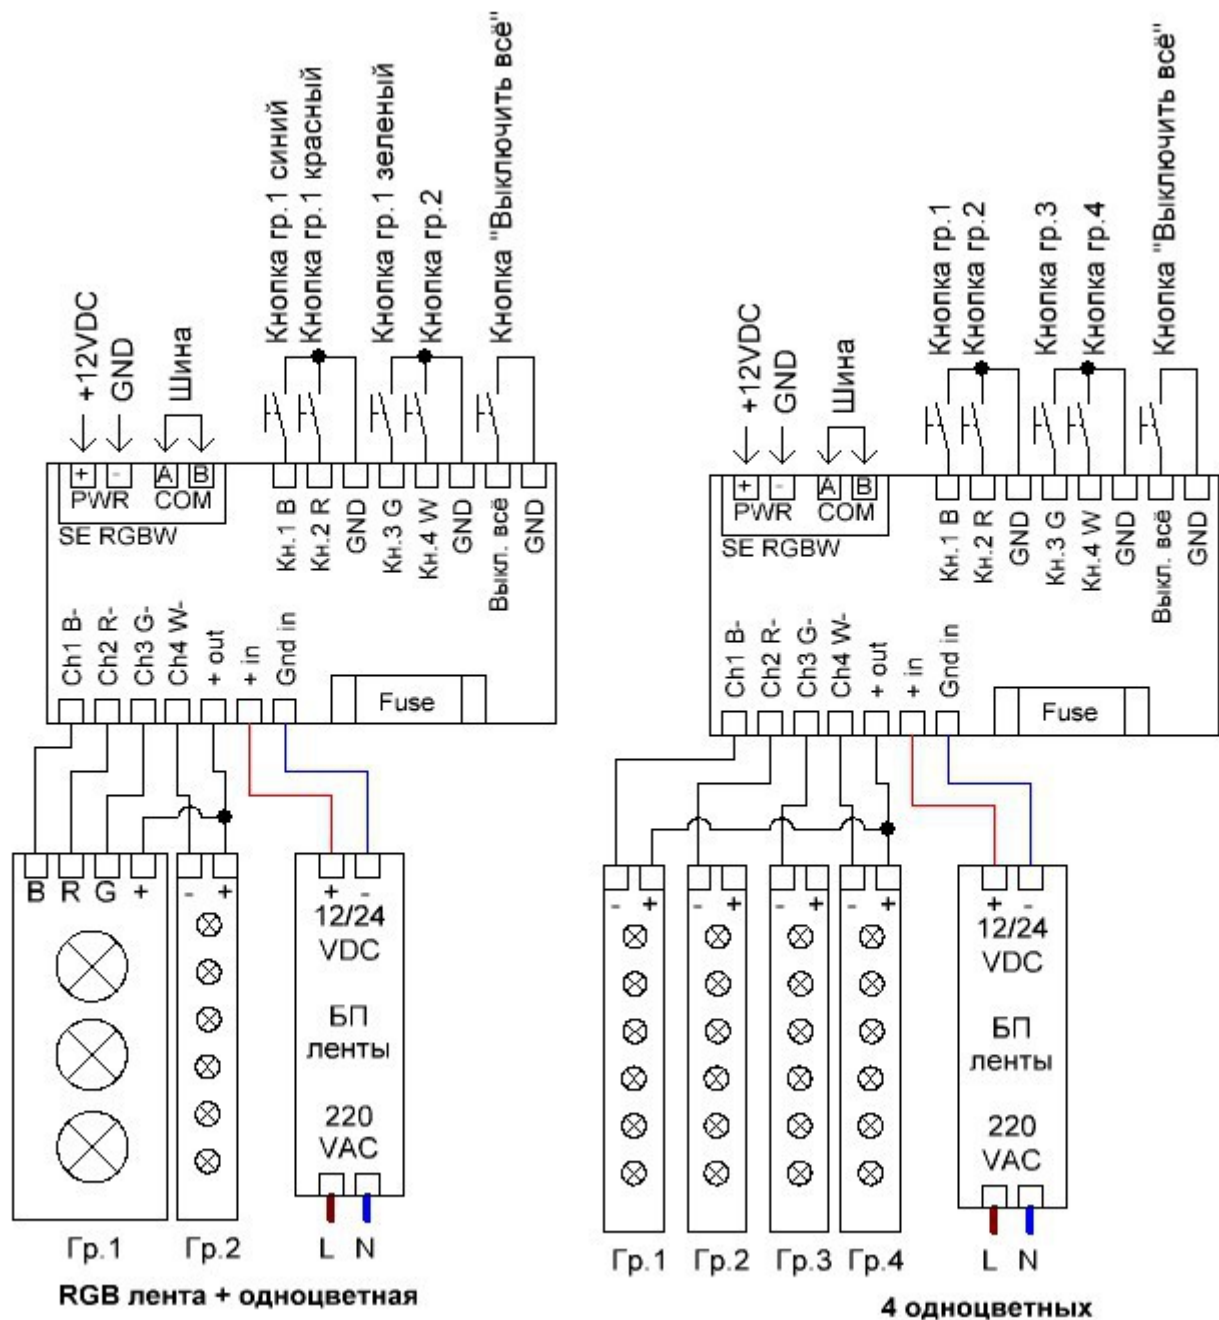 Кнопка гр.1 синий
Кнопка гр.1 красный
Кнопка гр.1 зеленый
Кнопка гр.2
Кнопка "Выключить всё"
+12VDC
GND
Шина
+ - A B
PWR COM
SE RGBW
Кн.1 B
Кн.2 R
GND
Кн.3 G
Кн.4 W
GND
Выкл. всё
GND
Ch1 B-
Ch2 R-
Ch3 G-
Ch4 W-
+ out
+ in
Gnd in
Fuse
B R G +
- +
+ -
12/24
VDC
БП
ленты
220
VAC
L N
Гр.1
Гр.2
RGB лента + одноцветная
Кнопка гр.1
Кнопка гр.2
Кнопка гр.3
Кнопка гр.4
Кнопка "Выключить всё"
+12VDC
GND
Шина
+ - A B
PWR COM
SE RGBW
Кн.1 B
Кн.2 R
GND
Кн.3 G
Кн.4 W
GND
Выкл. всё
GND
Ch1 B-
Ch2 R-
Ch3 G-
Ch4 W-
+ out
+ in
Gnd in
Fuse
- +
- +
- +
- +
+ -
12/24
VDC
БП
ленты
220
VAC
L N
Гр.1
Гр.2
Гр.3
Гр.4
4 одноцветных